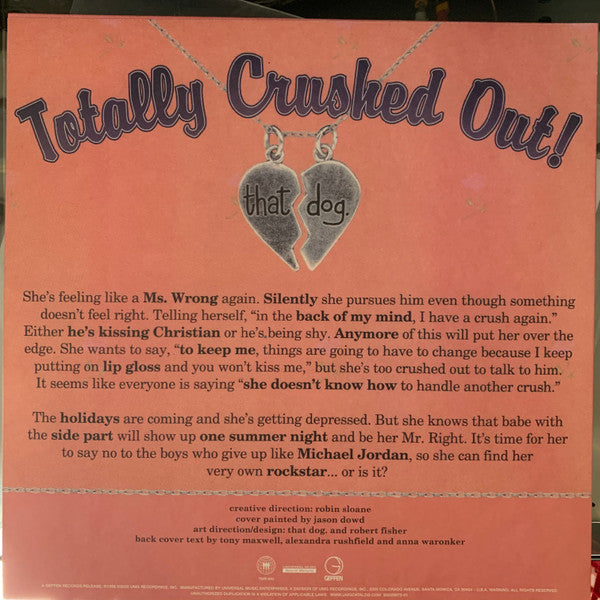 Totally Crushed Out!
that dog.
She's feeling like a Ms. Wrong again. Silently she pursues him even though something
doesn't feel right. Telling herself, "in the back of my mind, I have a crush again."
Either he's kissing Christian or he's being shy. Anymore of this will put her over the
edge. She wants to say, "to keep me, things are going to have to change because I keep
putting on lip gloss and you won't kiss me," but she's too crushed out to talk to him.
It seems like everyone is saying "she doesn't know how to handle another crush."
The holidays are coming and she's getting depressed. But she knows that babe with
the side part will show up one summer night and be her Mr. Right. It's time for her
to say no to the boys who give up like Michael Jordan, so she can find her
very own rockstar... or is it?
creative direction: robin sloane
cover painted by jason dowd
art direction/design: that dog. and robert fisher
back cover text by tony maxwell, alexandra rushfield and anna waronker
GEFFEN
UNAUTHORIZED DUPLICATION IS A VIOLATION OF APPLICABLE LAWS.